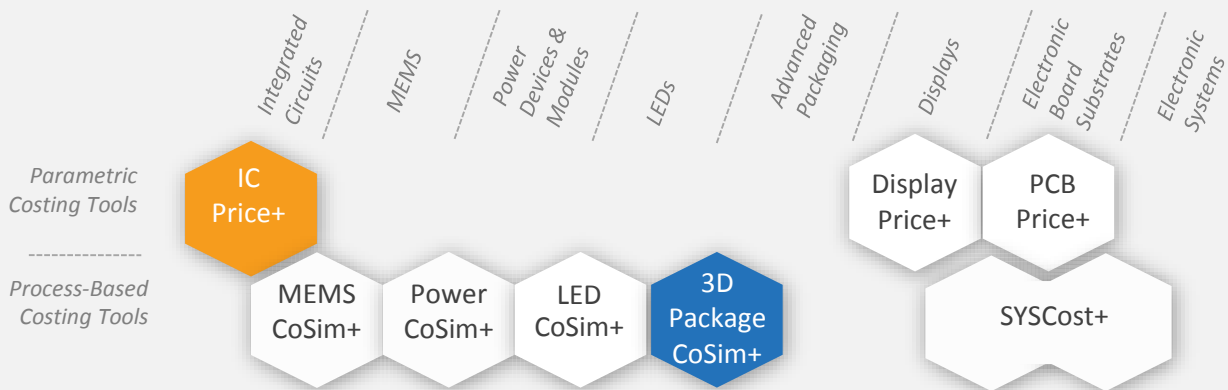 Integrated
Circuits
MEMS
Power
Devices &
Modules
LEDs
Advanced
Packaging
Displays
Electronic
Board
Substrates
Electronic
Systems
Parametric
Costing Tools
IC
Price+
Display
Price+
PCB
Price+
Process-Based
Costing Tools
MEMS
CoSim+
Power
CoSim+
LED
CoSim+
3D
Package
CoSim+
SYSCost+